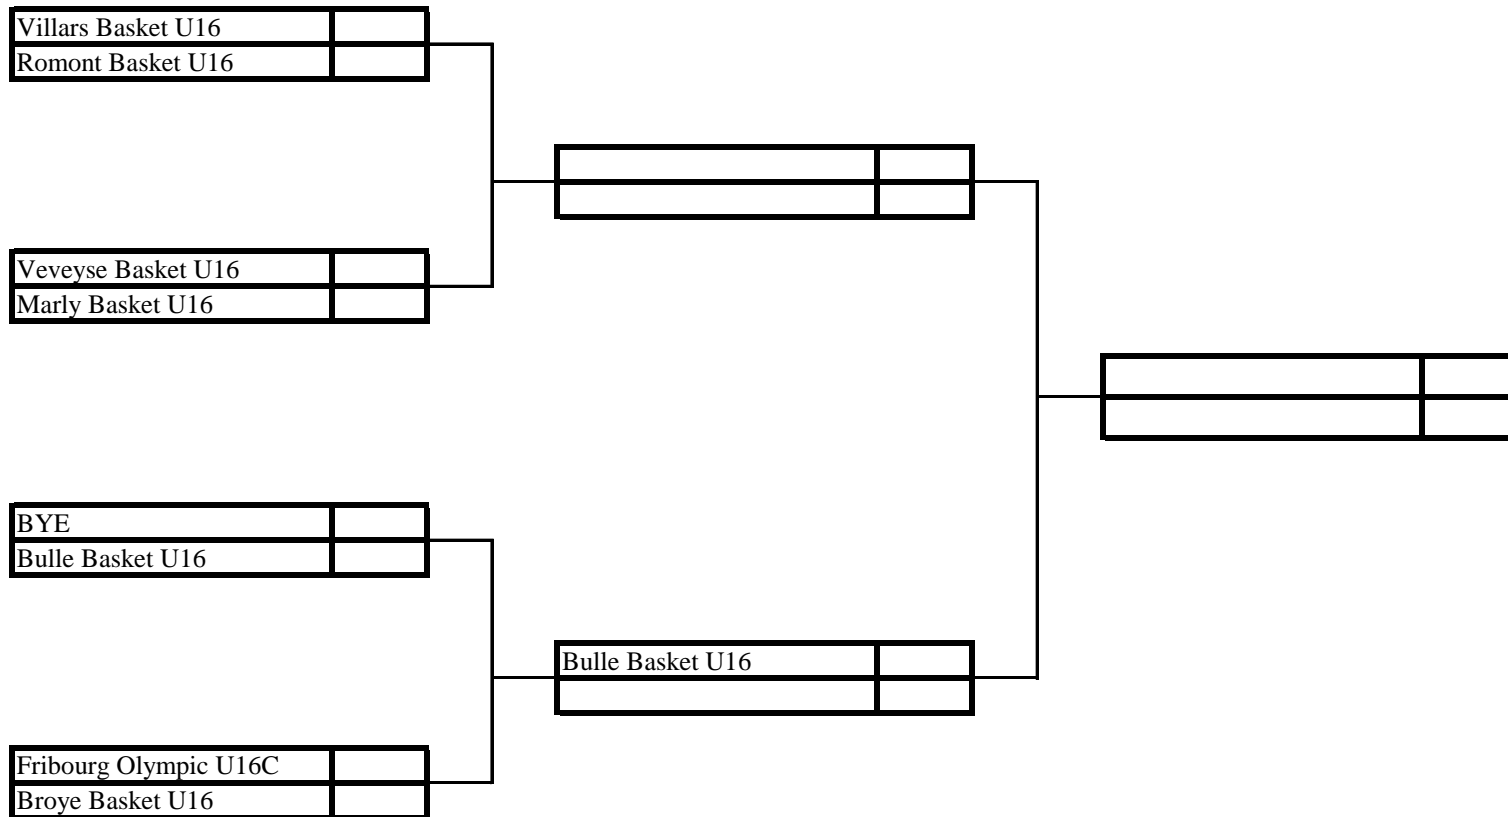 Villars Basket U16
Romont Basket U16
Veveyse Basket U16
Marly Basket U16
BYE
Bulle Basket U16
Bulle Basket U16
Fribourg Olympic U16C
Broye Basket U16